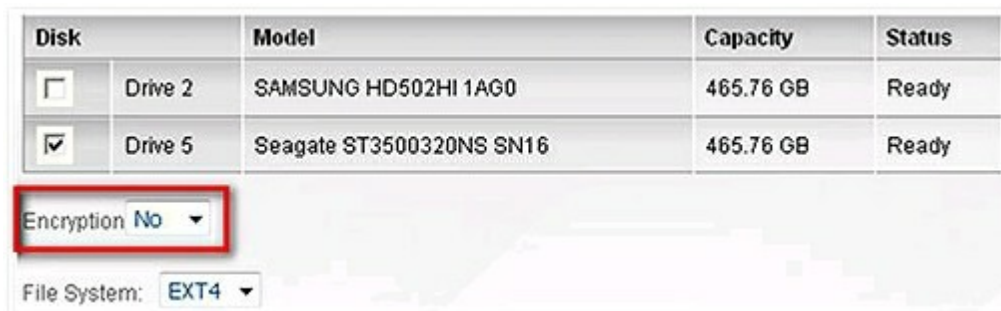 Disk Model Capacity Status
Drive 2 SAMSUNG HD502HI 1AG0 465.76 GB Ready
Drive 5 Seagate ST3500320NS SN16 465.76 GB Ready
Encryption No
File System: EXT4